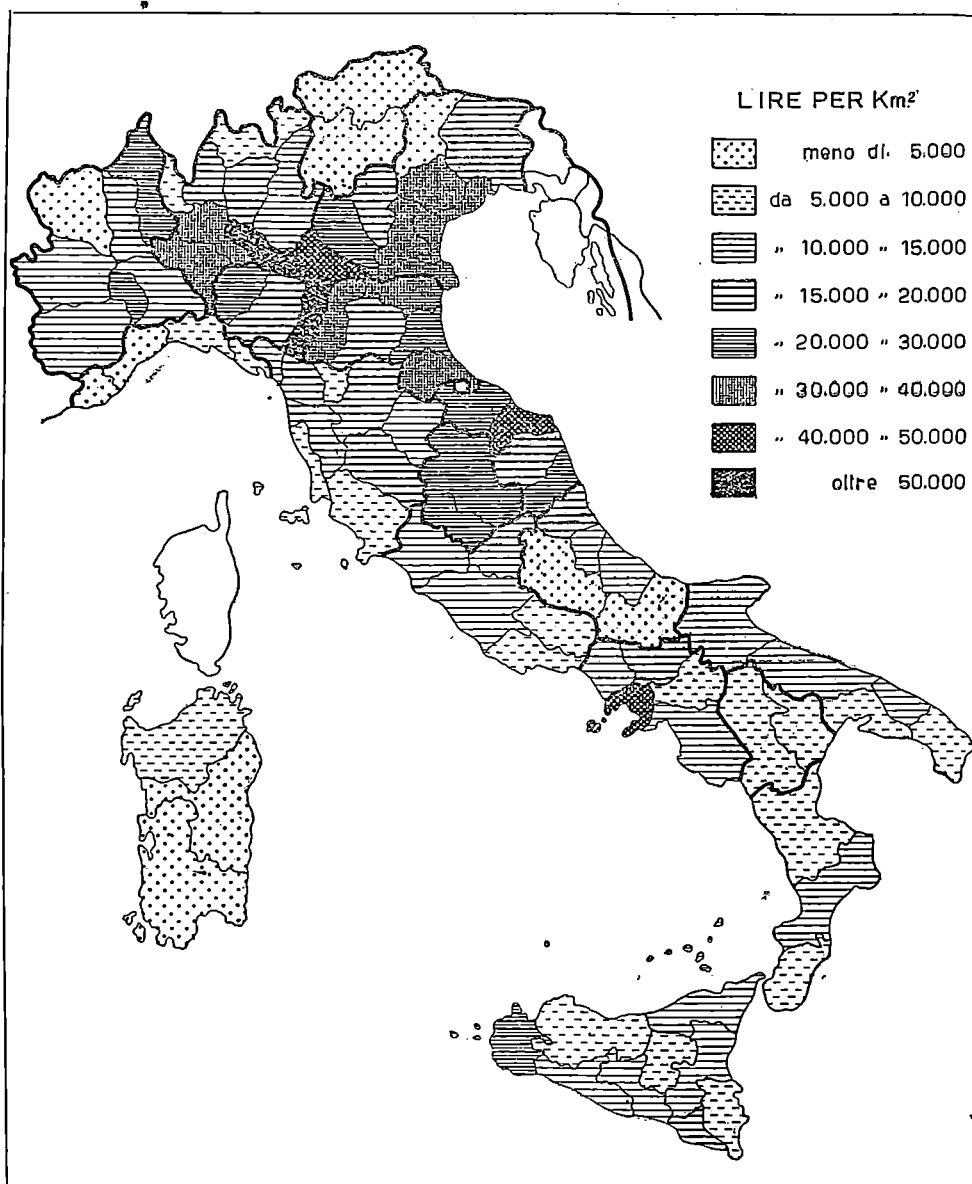 LIRE PER Km²
meno di. 5.000
da 5.000 a 10.000
„ 10.000 „ 15.000
„ 15.000 „ 20.000
„ 20.000 „ 30.000
„ 30.000 „ 40.000
„ 40.000 „ 50.000
oltre 50.000